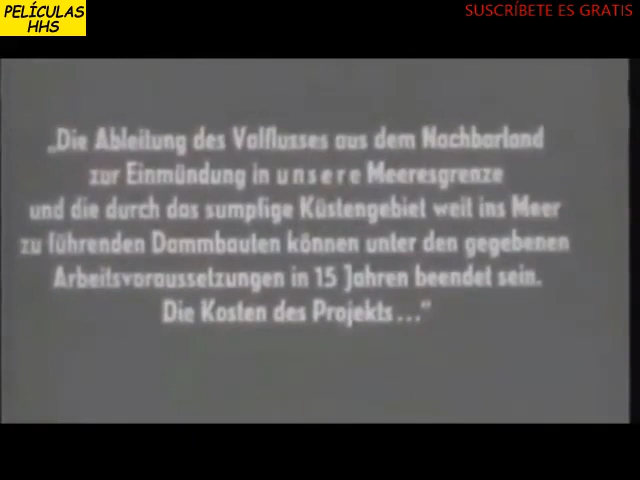 PELÍCULAS
HHS
SUSCRÍBETE ES GRATIS
„Die Ableitung des Valflusses aus dem Nachbarland
zur Einmündung in unsere Meeresgrenze
und die durch das sumpfige Küstengebiet weit ins Meer
zu führenden Dammbauten können unter den gegebenen
Arbeitsvoraussetzungen in 15 Jahren beendet sein.
Die Kosten des Projekts..."